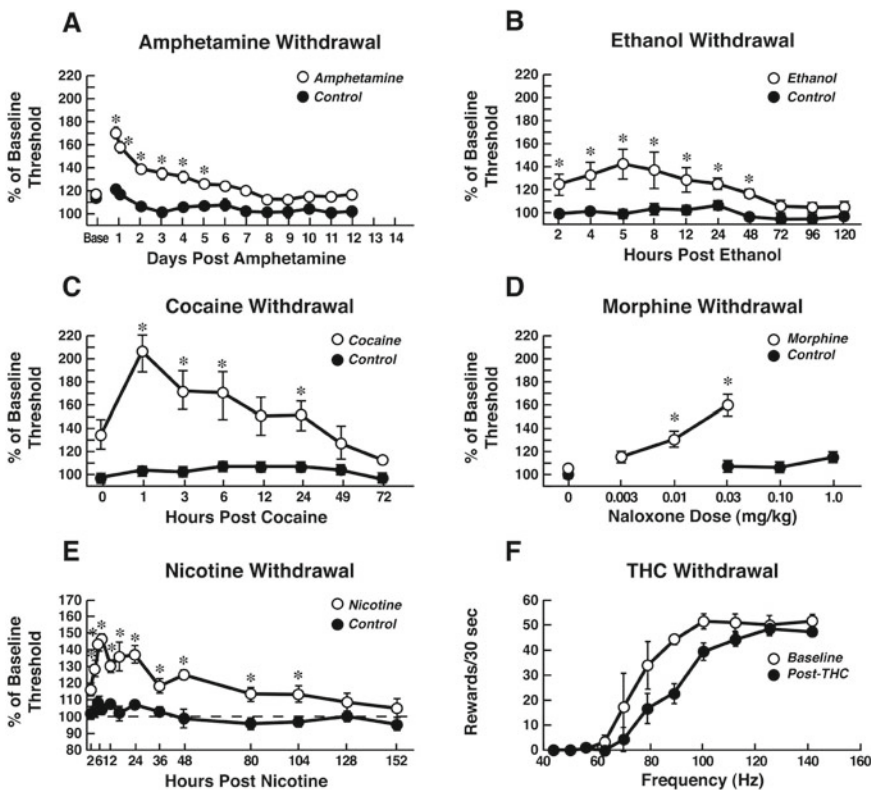 A
Amphetamine Withdrawal
% of Baseline
Threshold
220
200
180
160
140
120
100
Amphetamine
Control
*
*
*
*
*
*
Base 1 2 3 4 5 6 7 8 9 10 11 12 13 14
Days Post Amphetamine
B
Ethanol Withdrawal
% of Baseline
Threshold
220
200
180
160
140
120
100
Ethanol
Control
* * * * * * *
2 4 5 8 12 24 48 72 96 120
Hours Post Ethanol
C
Cocaine Withdrawal
% of Baseline
Threshold
220
200
180
160
140
120
100
Cocaine
Control
* * * *
0 1 3 6 12 24 49 72
Hours Post Cocaine
D
Morphine Withdrawal
% of Baseline
Threshold
220
200
180
160
140
120
100
Morphine
Control
* *
0 0.003 0.01 0.03 0.10 1.0
Naloxone Dose (mg/kg)
E
Nicotine Withdrawal
% of Baseline
Threshold
170
160
150
140
130
120
110
100
90
80
Nicotine
Control
* * * * * * * * * * *
2 6 12 24 36 48 80 104 128 152
Hours Post Nicotine
F
THC Withdrawal
Rewards/30 sec
60
50
40
30
20
10
0
Baseline
Post-THC
40 60 80 100 120 140 160
Frequency (Hz)